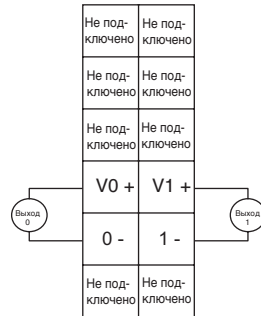 Не под-
ключено
Не под-
ключено
Не под-
ключено
Не под-
ключено
Не под-
ключено
Не под-
ключено
V0 +
V1 +
Выход
0
Выход
1
0 -
1 -
Не под-
ключено
Не под-
ключено